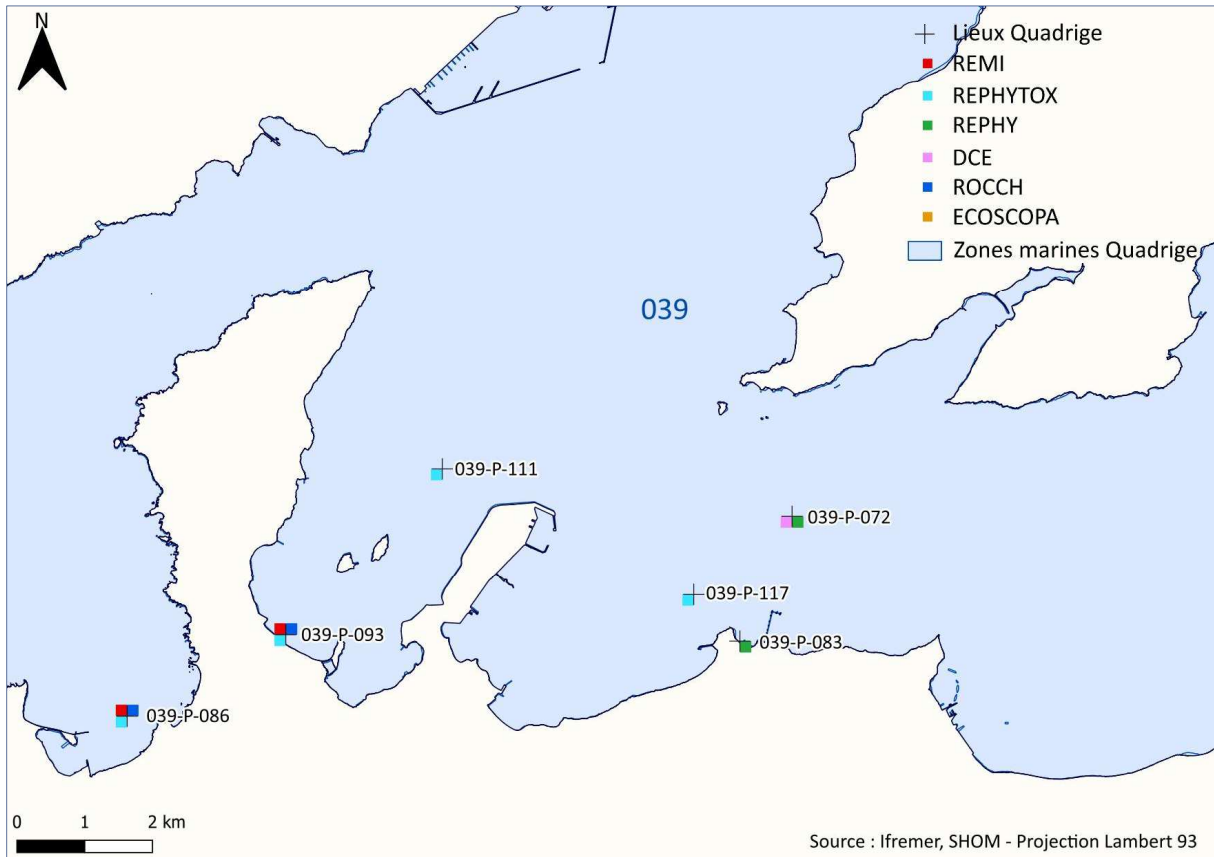 N
Lieux Quadrige
REMI
REPHYTOX
REPHY
DCE
ROCCH
ECOSCOPA
Zones marines Quadrige
039
039-P-111
039-P-072
039-P-117
039-P-093
039-P-083
039-P-086
0 1 2 km
Source : Ifremer, SHOM - Projection Lambert 93